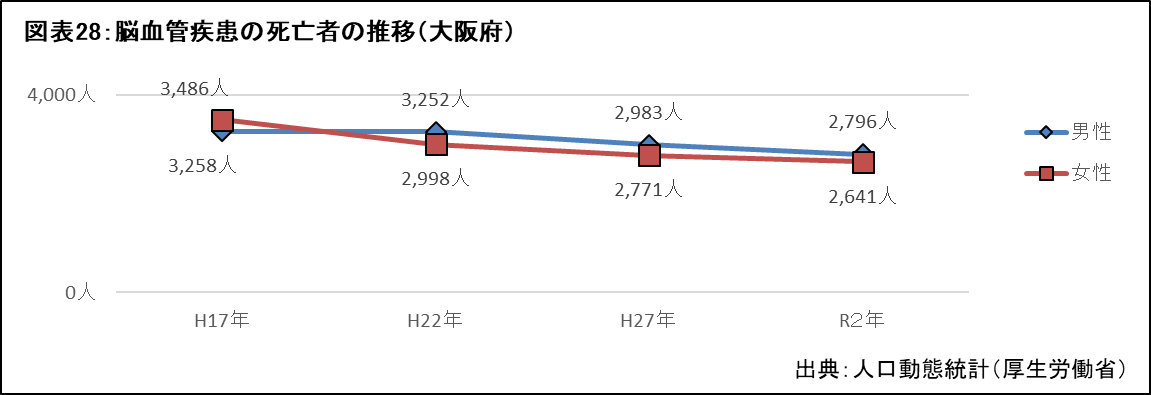 図表28：脳血管疾患の死亡者の推移（大阪府）
4,000人
0人
3,486人
3,258人
3,252人
2,998人
2,983人
2,771人
2,796人
2,641人
男性
女性
H17年
H22年
H27年
R２年
出典：人口動態統計（厚生労働省）